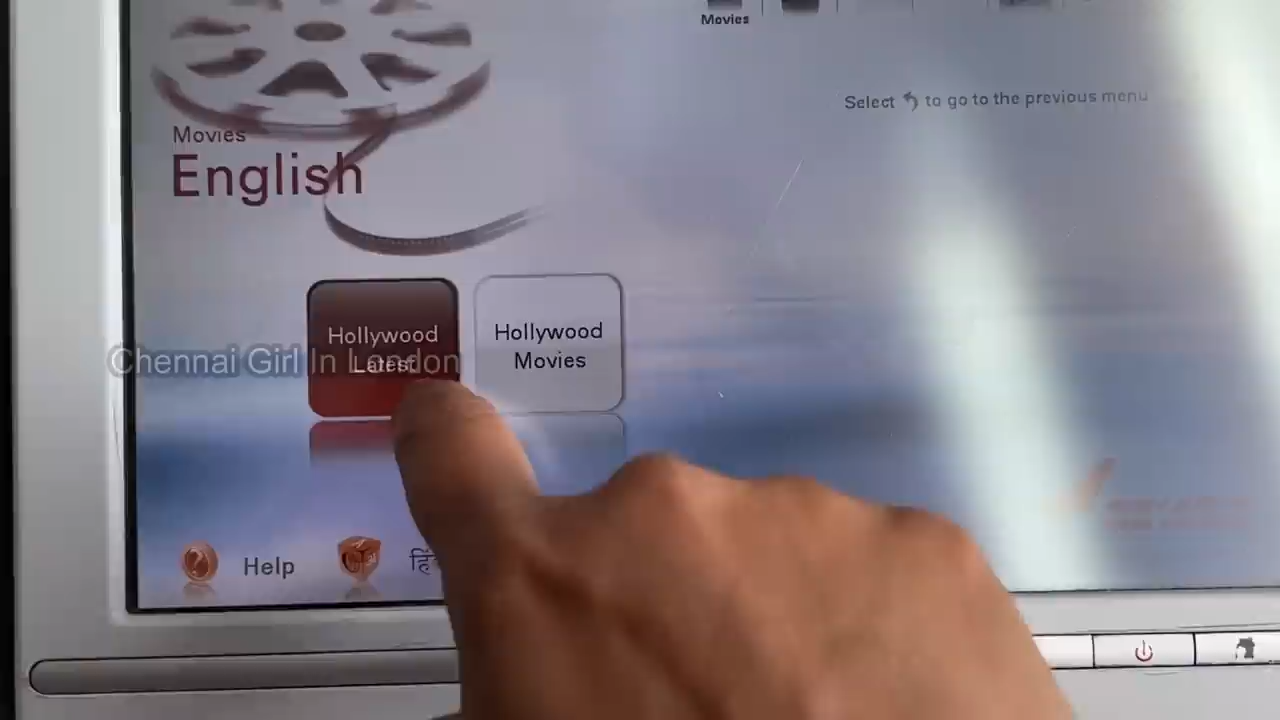 Movies
Select to go to the previous menu
Movies
English
Hollywood
Latest
Hollywood
Movies
Chennai Girl In London
Help